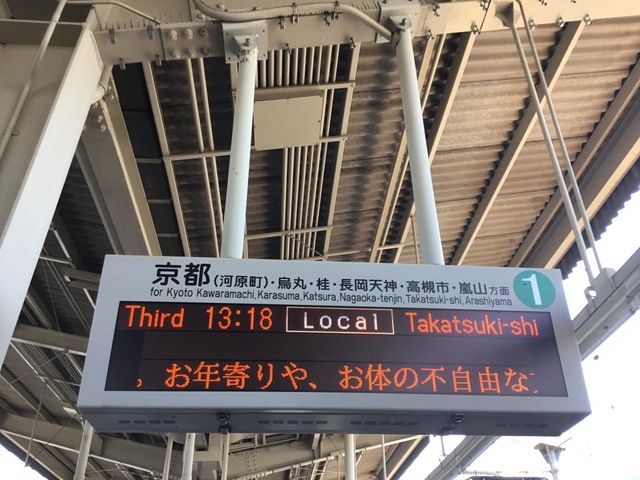 京都(河原町)・烏丸・桂・長岡天神・高槻市・嵐山方面
for Kyoto Kawaramachi, Karasuma, Katsura, Nagaoka-tenjin, Takatsuki-shi, Arashiyama
1
Third 13:18 Local Takatsuki-shi
。お年寄りや、お体の不自由な